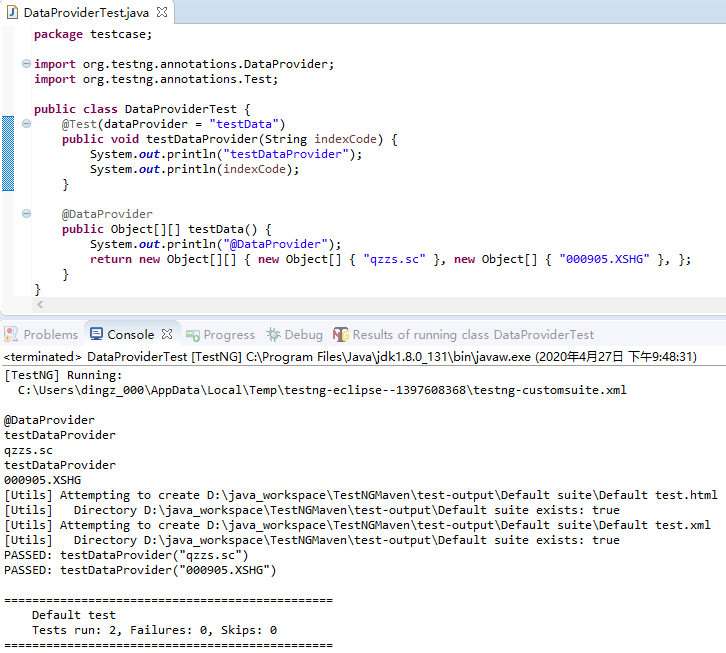 DataProviderTest.java
package testcase;
import org.testng.annotations.DataProvider;
import org.testng.annotations.Test;
public class DataProviderTest {
@Test(dataProvider = "testData")
public void testDataProvider(String indexCode) {
System.out.println("testDataProvider");
System.out.println(indexCode);
}
@DataProvider
public Object[][] testData() {
System.out.println("@DataProvider");
return new Object[][] { new Object[] { "qzzs.sc" }, new Object[] { "000905.XSHG" }, };
}
}
Problems Console Progress Debug Results of running class DataProviderTest
<terminated> DataProviderTest [TestNG] C:\Program Files\Java\jdk1.8.0_131\bin\javaw.exe (2020年4月27日 下午9:48:31)
[TestNG] Running:
C:\Users\dingz_000\AppData\Local\Temp\testng-eclipse--1397608368\testng-customsuite.xml
@DataProvider
testDataProvider
qzzs.sc
testDataProvider
000905.XSHG
[Utils] Attempting to create D:\java_workspace\TestNGMaven\test-output\Default suite\Default test.html
[Utils]   Directory D:\java_workspace\TestNGMaven\test-output\Default suite exists: true
[Utils] Attempting to create D:\java_workspace\TestNGMaven\test-output\Default suite\Default test.xml
[Utils]   Directory D:\java_workspace\TestNGMaven\test-output\Default suite exists: true
PASSED: testDataProvider("qzzs.sc")
PASSED: testDataProvider("000905.XSHG")
===============================================
Default test
Tests run: 2, Failures: 0, Skips: 0
===============================================